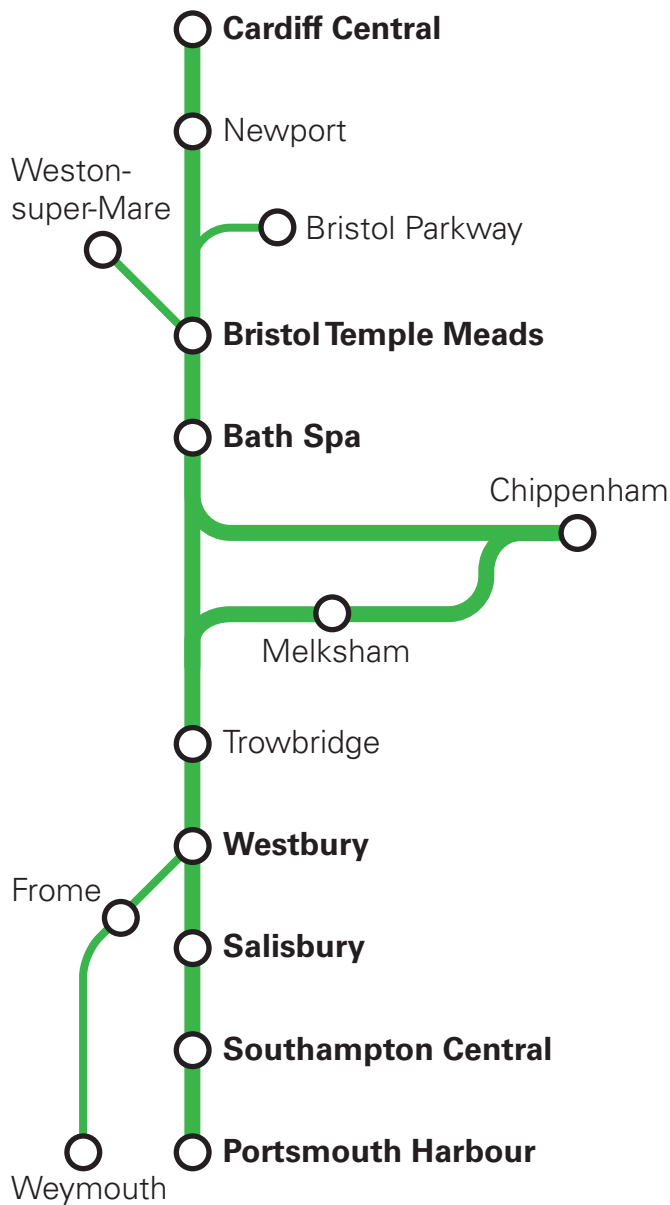 Cardiff Central
Newport
Weston-
super-Mare
Bristol Parkway
Bristol Temple Meads
Bath Spa
Chippenham
Melksham
Trowbridge
Westbury
Frome
Salisbury
Southampton Central
Portsmouth Harbour
Weymouth